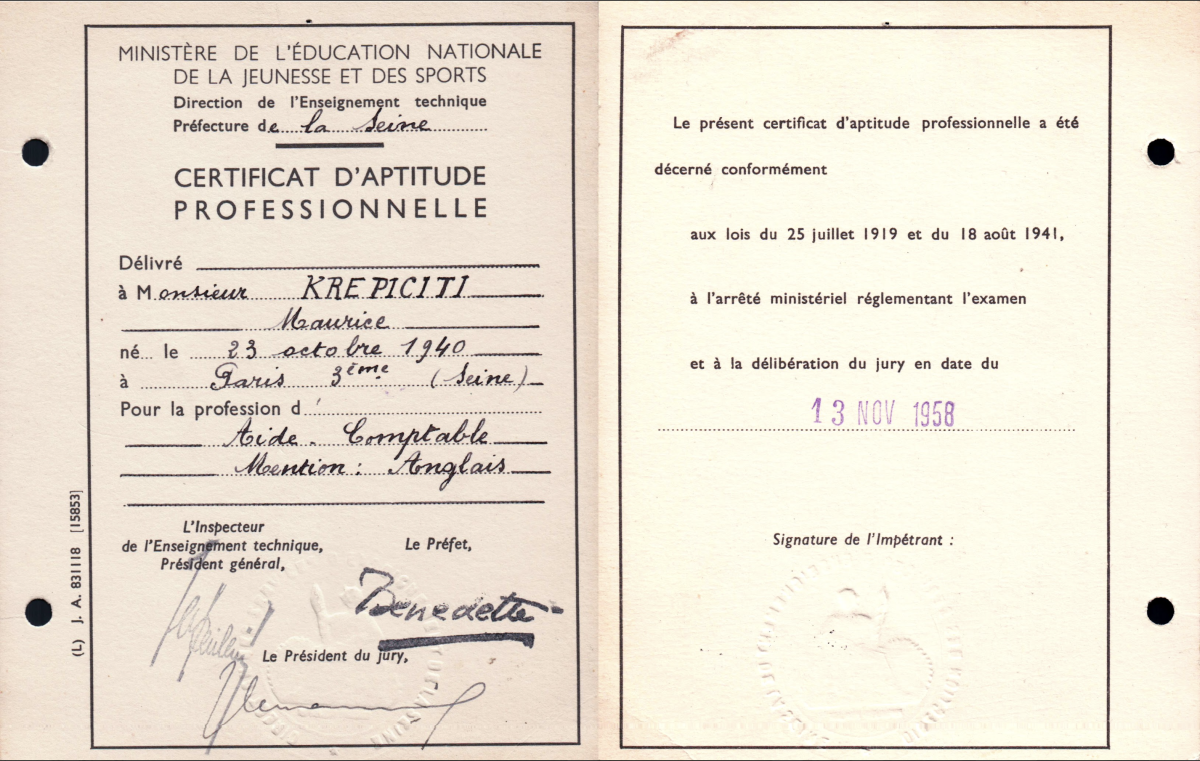 MINISTÈRE DE L'ÉDUCATION NATIONALE
DE LA JEUNESSE ET DES SPORTS
Direction de l'Enseignement technique
Préfecture de la Seine
CERTIFICAT D'APTITUDE
PROFESSIONNELLE
Délivré
à Monsieur KREPICITI
Maurice
né le 23 octobre 1940
à Paris 3ème (Seine)
Pour la profession d'
Aide-Comptable
Mention : Anglais
L'Inspecteur
de l'Enseignement technique,
Président général,
Le Préfet,
Benedetti
Le Président du jury,
(L) J. A. 831118 [15853]
Le présent certificat d'aptitude professionnelle a été
décerné conformément
aux lois du 25 juillet 1919 et du 18 août 1941,
à l'arrêté ministériel réglementant l'examen
et à la délibération du jury en date du
13 NOV 1958
Signature de l'Impétrant :